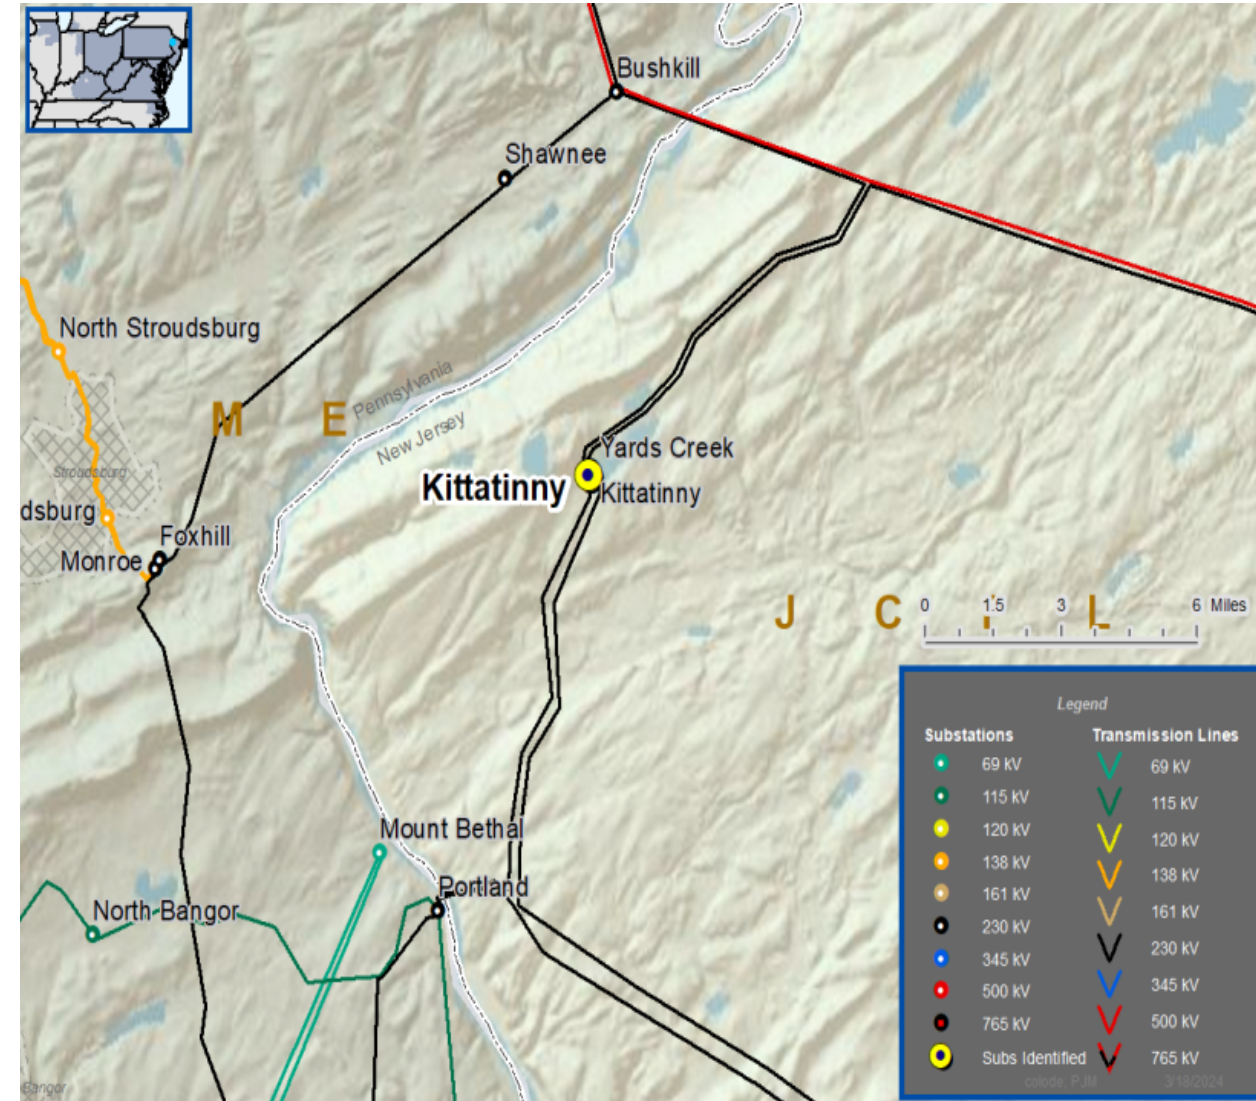 Bushkill
Shawnee
North Stroudsburg
M E
Pennsylvania
New Jersey
Yards Creek
Kittatinny
Kittatinny
Stroudsburg
dsburg
Foxhill
Monroe
J C L
0 1.5 3 6 Miles
Mount Bethal
Portland
North Bangor
Bangor
Legend
Substations Transmission Lines
69 kV 69 kV
115 kV 115 kV
120 kV 120 kV
138 kV 138 kV
161 kV 161 kV
230 kV 230 kV
345 kV 345 kV
500 kV 500 kV
765 kV 765 kV
Subs Identified
colode, PJM 3/18/2024